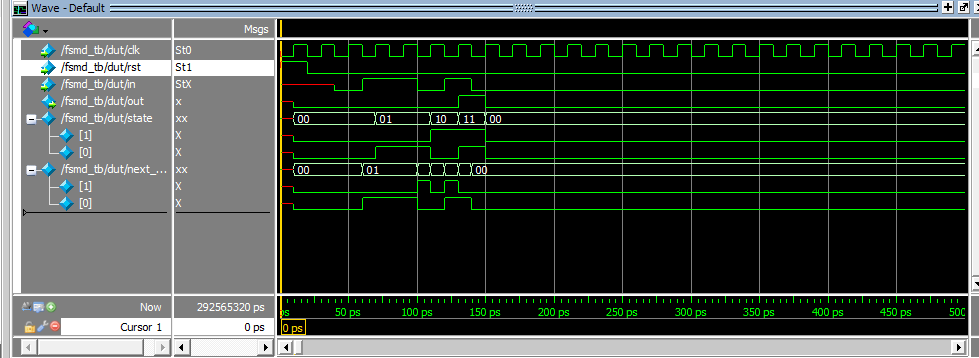 Wave - Default
Msgs
/fsmd_tb/dut/clk St0
/fsmd_tb/dut/rst St1
/fsmd_tb/dut/in StX
/fsmd_tb/dut/out x
/fsmd_tb/dut/state xx 00 01 10 11 00
[1] X
[0] X
/fsmd_tb/dut/next_... xx 00 01 00
[1] X
[0] X
Now 292565320 ps ps 50 ps 100 ps 150 ps 200 ps 250 ps 300 ps 350 ps 400 ps 450 ps 500
Cursor 1 0 ps 0 ps